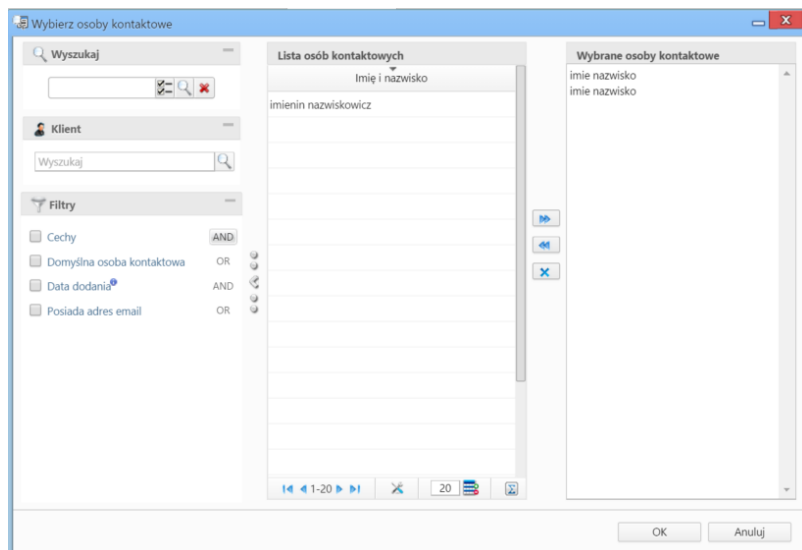 Wybierz osoby kontaktowe
Wyszukaj
Klient
Wyszukaj
Filtry
Cechy AND
Domyślna osoba kontaktowa OR
Data dodania AND
Posiada adres email OR
Lista osób kontaktowych
Imię i nazwisko
imienin nazwiskowicz
1-20
20
Wybrane osoby kontaktowe
imie nazwisko
imie nazwisko
OK Anuluj